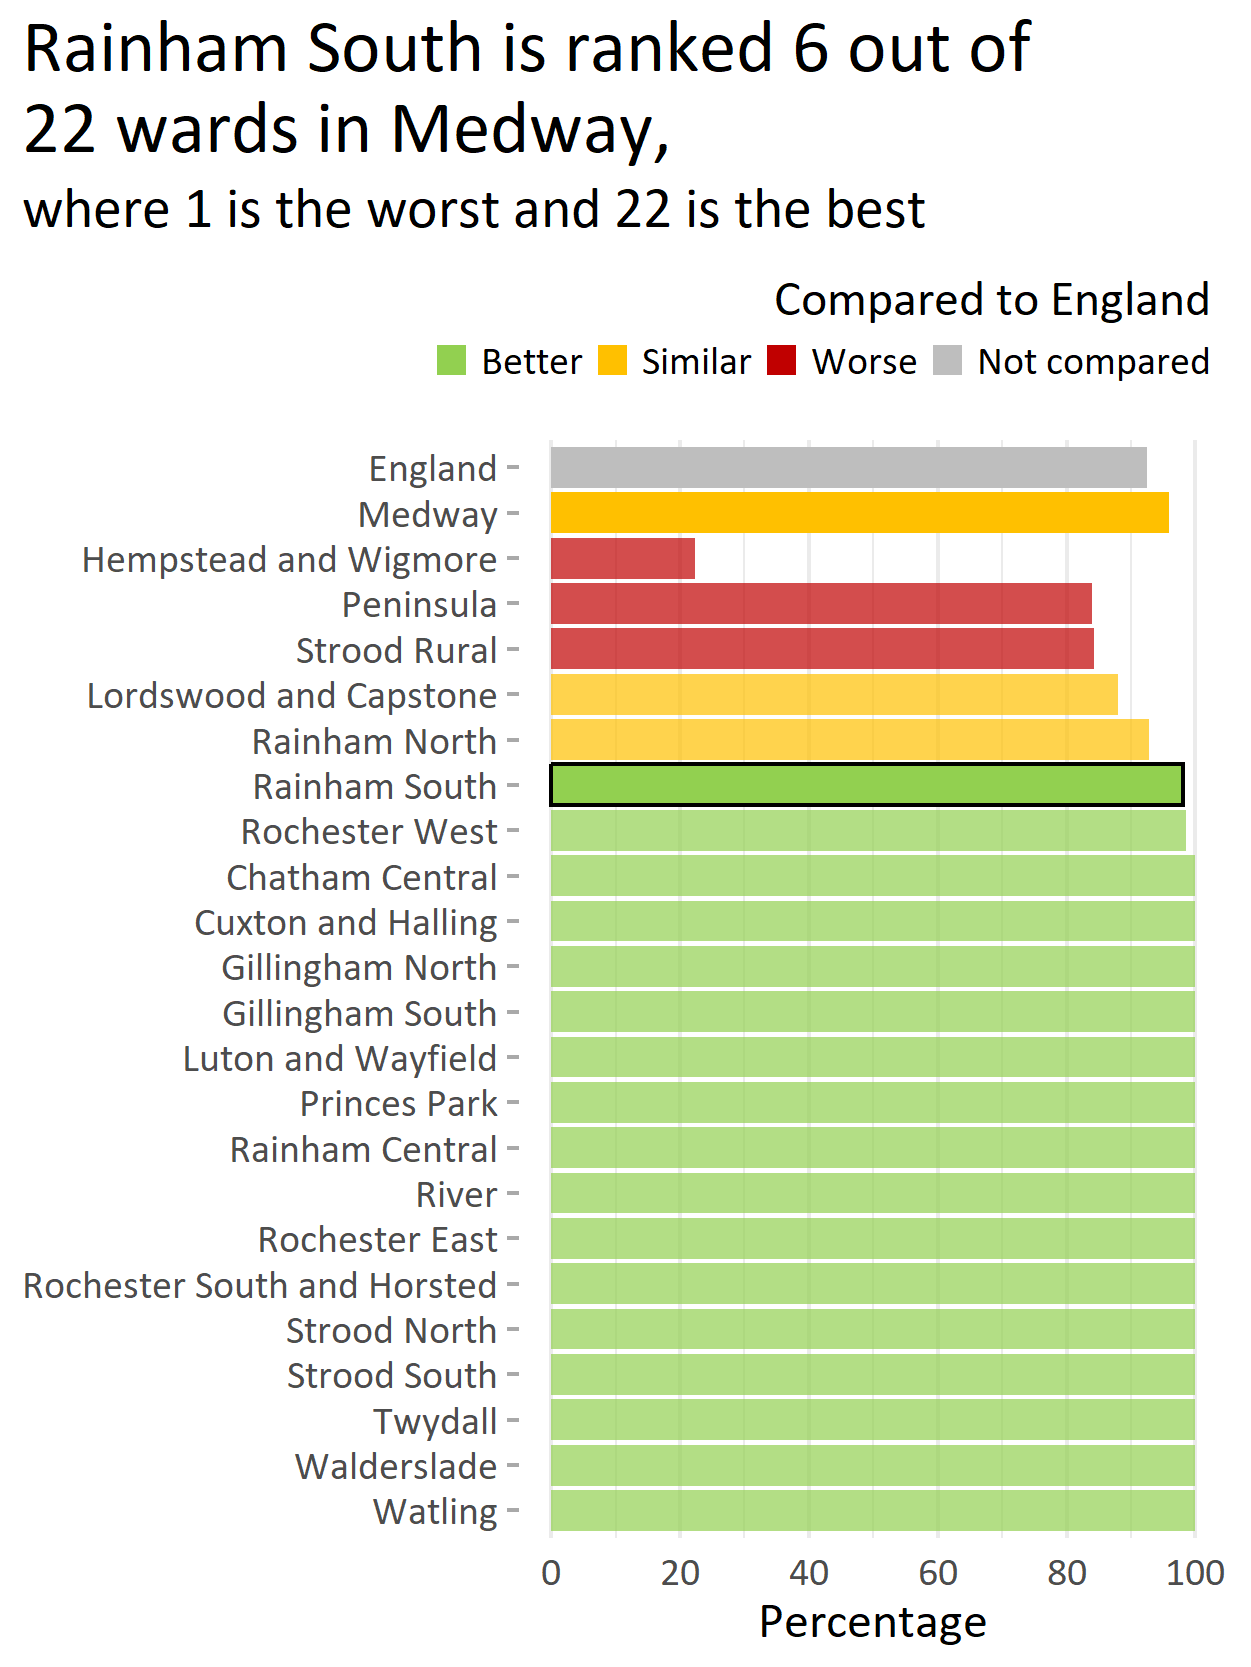 Rainham South is ranked 6 out of
22 wards in Medway,
where 1 is the worst and 22 is the best
Compared to England
Better Similar Worse Not compared
England
Medway
Hempstead and Wigmore
Peninsula
Strood Rural
Lordswood and Capstone
Rainham North
Rainham South
Rochester West
Chatham Central
Cuxton and Halling
Gillingham North
Gillingham South
Luton and Wayfield
Princes Park
Rainham Central
River
Rochester East
Rochester South and Horsted
Strood North
Strood South
Twydall
Walderslade
Watling
0 20 40 60 80 100
Percentage